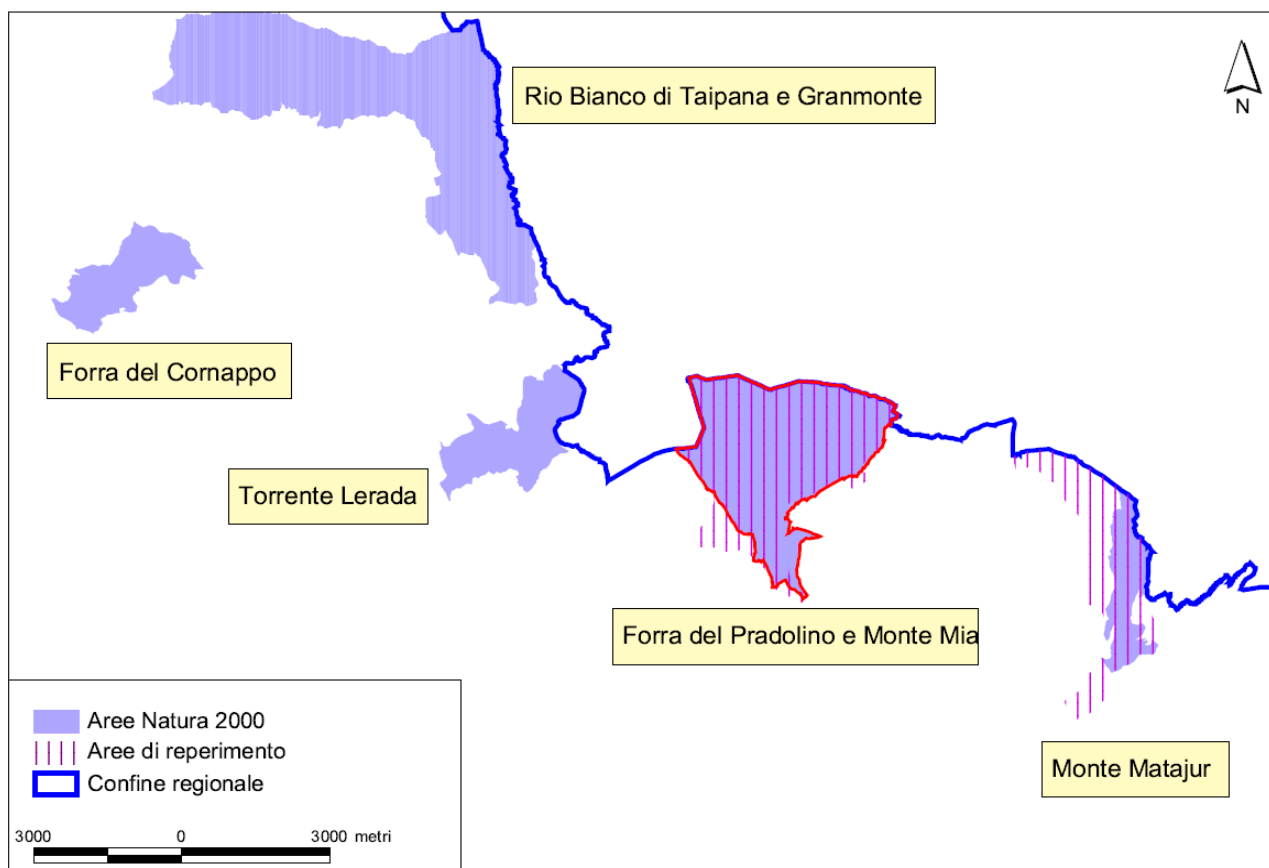 Rio Bianco di Taipana e Granmonte
N
Forra del Cornappo
Torrente Lerada
Forra del Pradolino e Monte Mia
Monte Matajur
Aree Natura 2000
Aree di reperimento
Confine regionale
3000 0 3000 metri